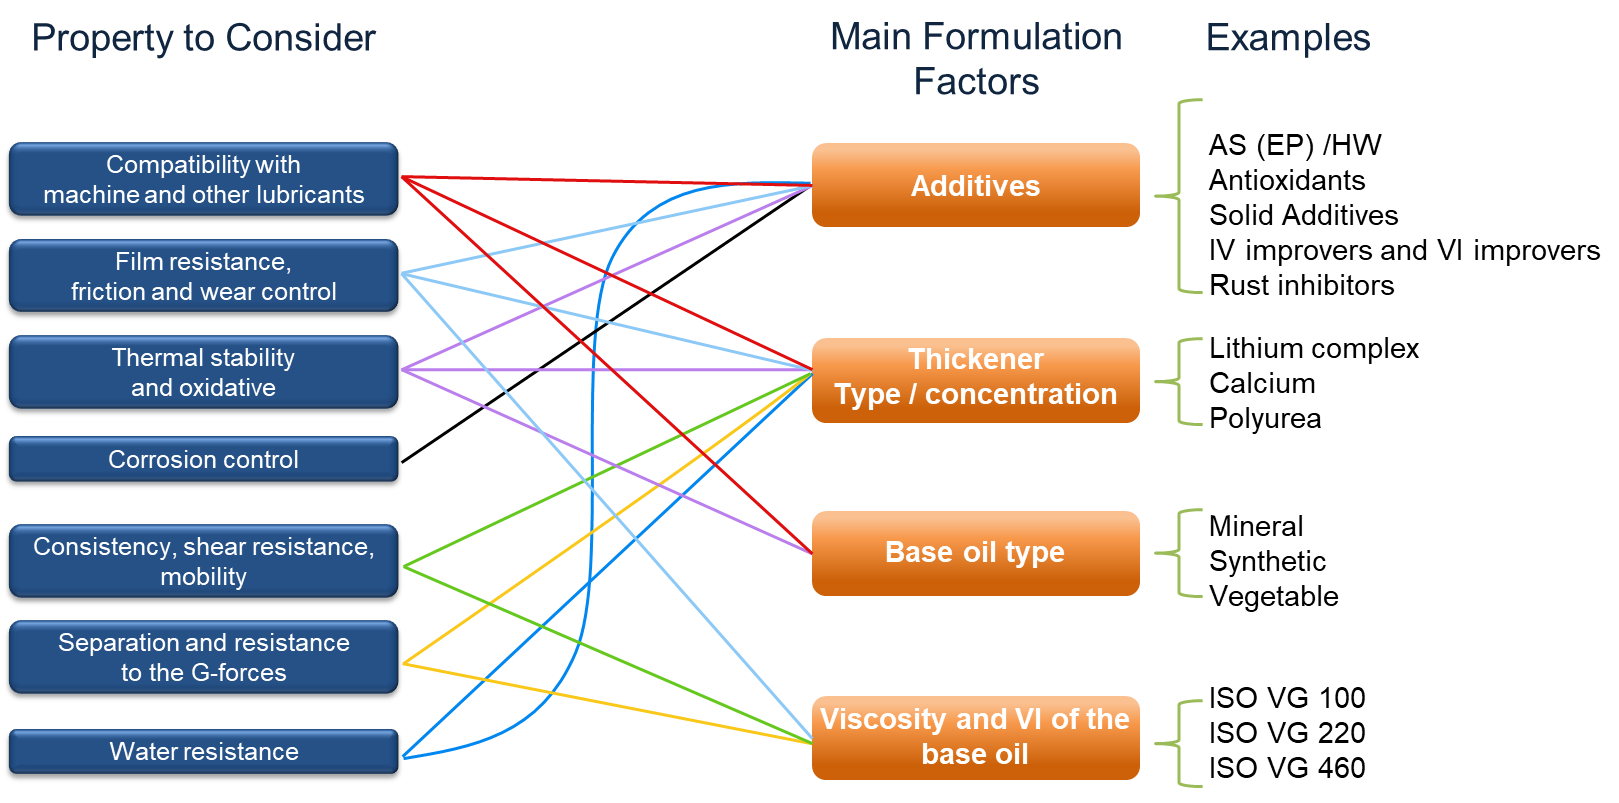 Property to Consider
Main Formulation
Factors
Examples
Compatibility with
machine and other lubricants
Film resistance,
friction and wear control
Thermal stability
and oxidative
Corrosion control
Consistency, shear resistance,
mobility
Separation and resistance
to the G-forces
Water resistance
Additives
Thickener
Type / concentration
Base oil type
Viscosity and VI of the
base oil
AS (EP) /HW
Antioxidants
Solid Additives
IV improvers and VI improvers
Rust inhibitors
Lithium complex
Calcium
Polyurea
Mineral
Synthetic
Vegetable
ISO VG 100
ISO VG 220
ISO VG 460